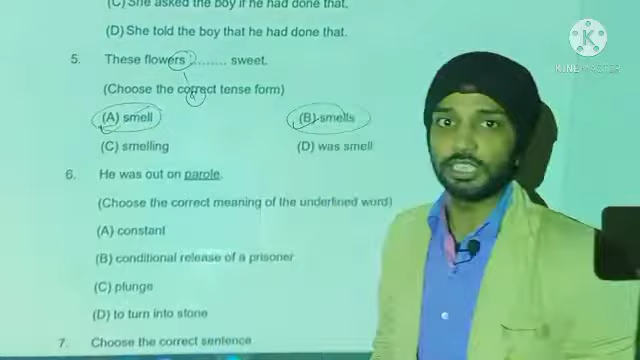 (C) She asked the boy if he had done that.
(D) She told the boy that he had done that.
5. These flowers ......... sweet.
(Choose the correct tense form)
(A) smell (B) smells
(C) smelling (D) was smell
6. He was out on parole.
(Choose the correct meaning of the underlined word)
(A) constant
(B) conditional release of a prisoner
(C) plunge
(D) to turn into stone
7. Choose the correct sentence
KINEMASTER